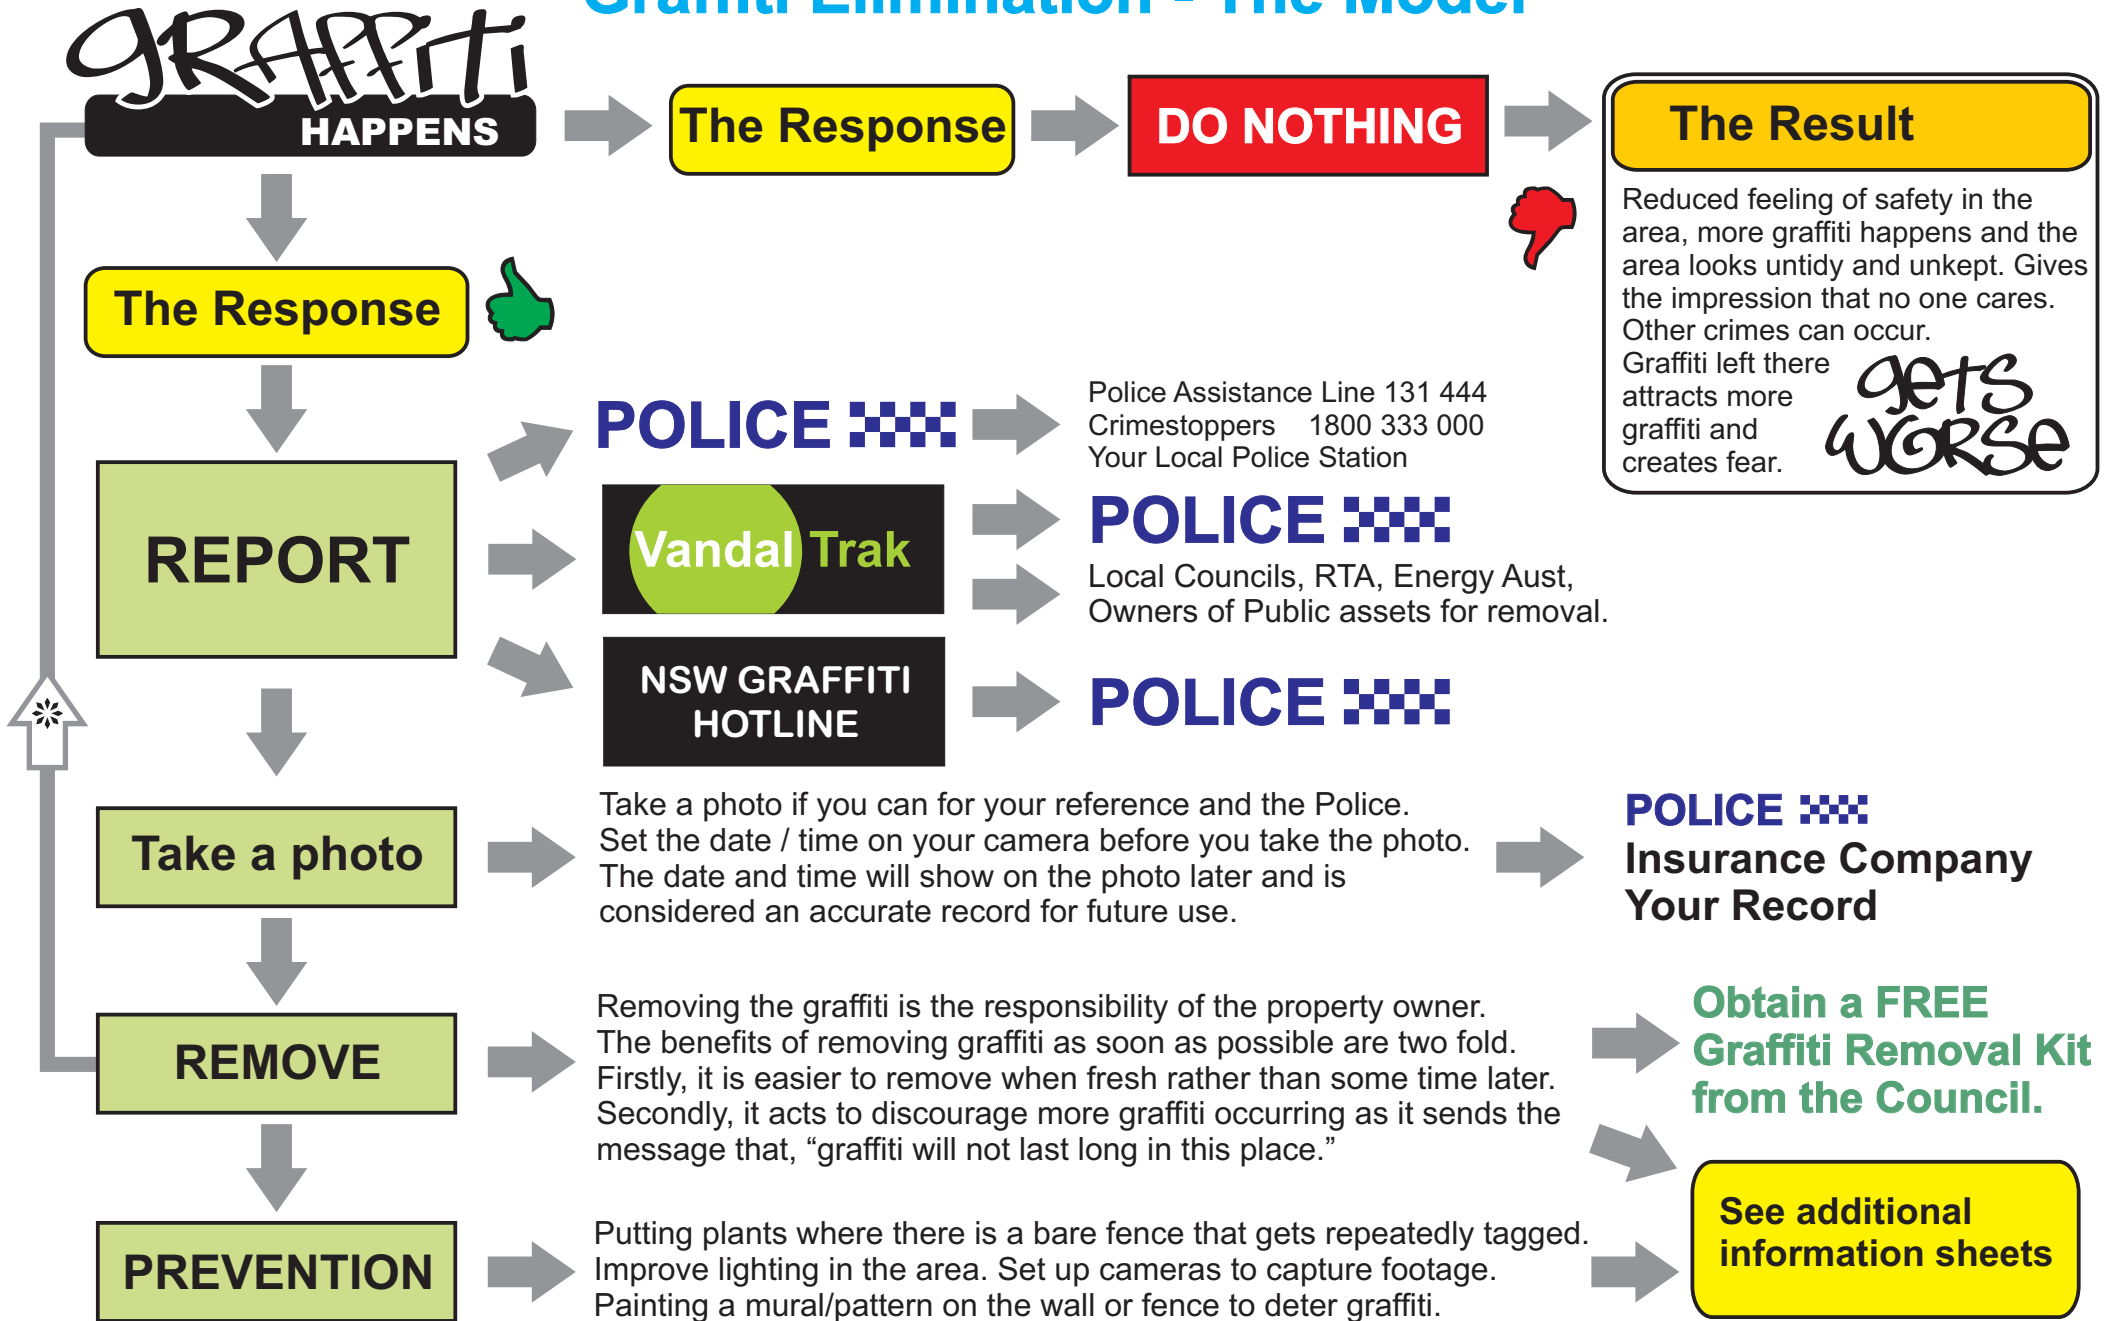 Graffiti Elimination - The Model
GRAFFiTi
HAPPENS
The Response
DO NOTHING
The Result
Reduced feeling of safety in the
area, more graffiti happens and the
area looks untidy and unkept. Gives
the impression that no one cares.
Other crimes can occur.
Graffiti left there
attracts more
graffiti and
creates fear.
gets
WORSe
The Response
REPORT
POLICE
Police Assistance Line 131 444
Crimestoppers 1800 333 000
Your Local Police Station
Vandal Trak
POLICE
Local Councils, RTA, Energy Aust,
Owners of Public assets for removal.
NSW GRAFFITI
HOTLINE
POLICE
Take a photo
Take a photo if you can for your reference and the Police.
Set the date / time on your camera before you take the photo.
The date and time will show on the photo later and is
considered an accurate record for future use.
POLICE
Insurance Company
Your Record
REMOVE
Removing the graffiti is the responsibility of the property owner.
The benefits of removing graffiti as soon as possible are two fold.
Firstly, it is easier to remove when fresh rather than some time later.
Secondly, it acts to discourage more graffiti occurring as it sends the
message that, “graffiti will not last long in this place.”
Obtain a FREE
Graffiti Removal Kit
from the Council.
PREVENTION
Putting plants where there is a bare fence that gets repeatedly tagged.
Improve lighting in the area. Set up cameras to capture footage.
Painting a mural/pattern on the wall or fence to deter graffiti.
See additional
information sheets